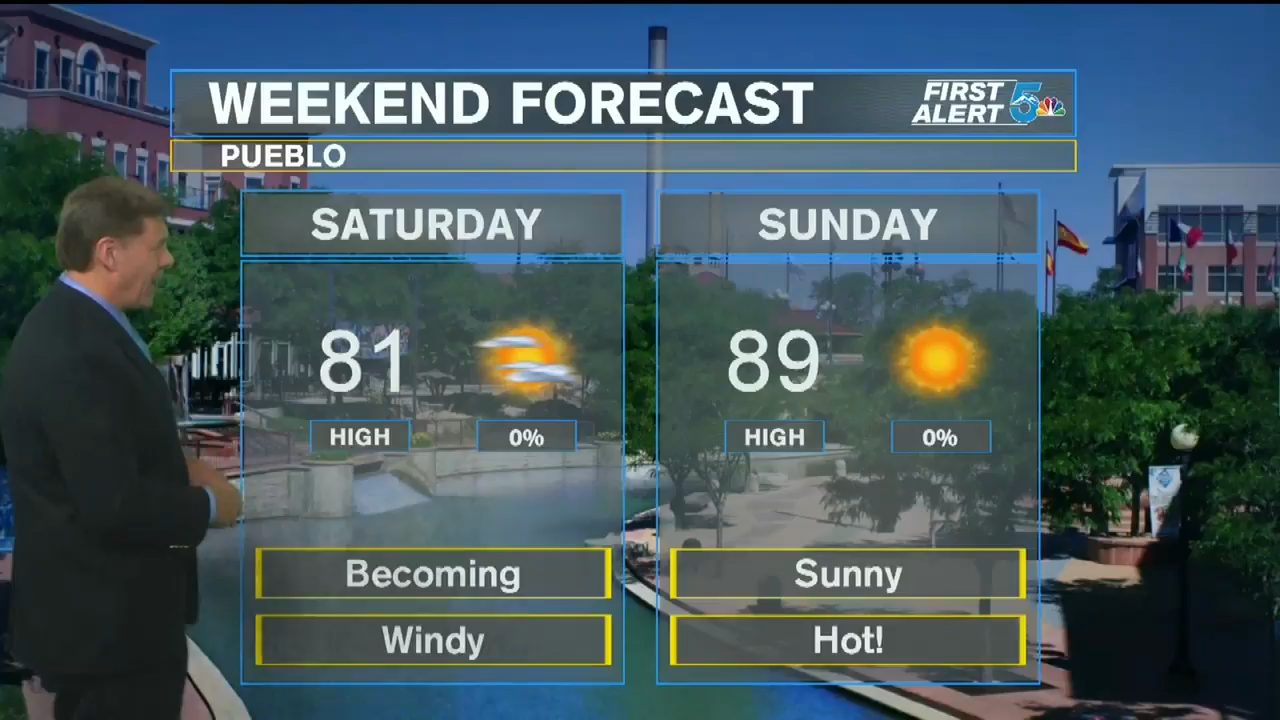 WEEKEND FORECAST
FIRST
ALERT 5
PUEBLO
SATURDAY
81
HIGH
0%
Becoming
Windy
SUNDAY
89
HIGH
0%
Sunny
Hot!